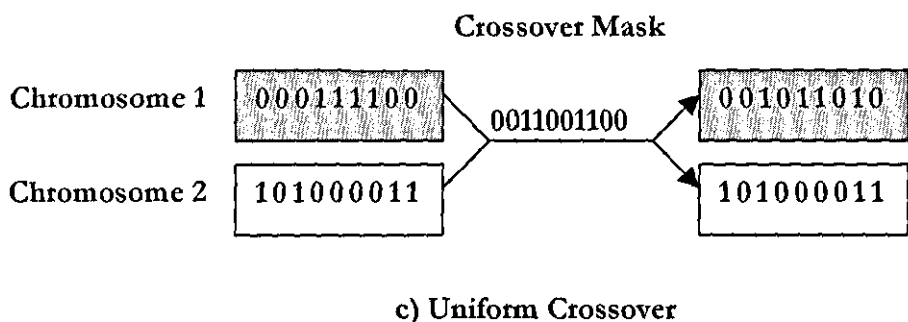 Crossover Mask
Chromosome 1 000111100 0011001100 001011010
Chromosome 2 101000011 101000011
c) Uniform Crossover